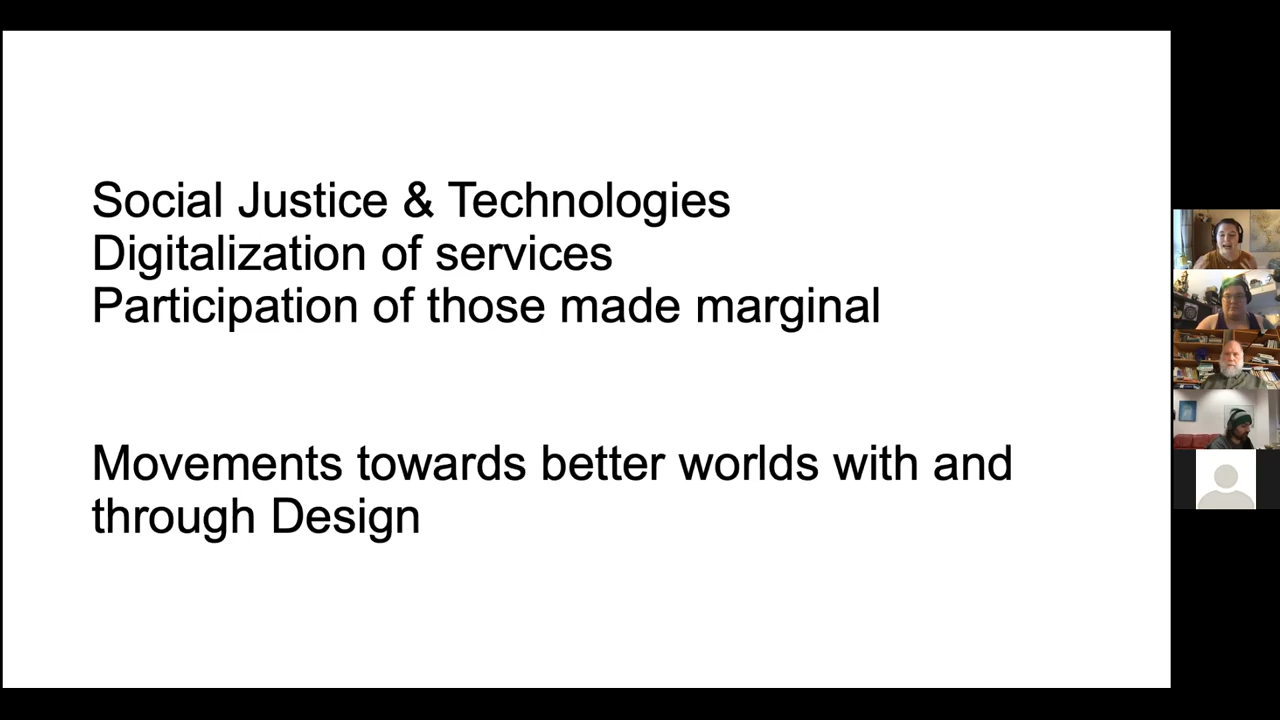 Social Justice & Technologies
Digitalization of services
Participation of those made marginal
Movements towards better worlds with and
through Design